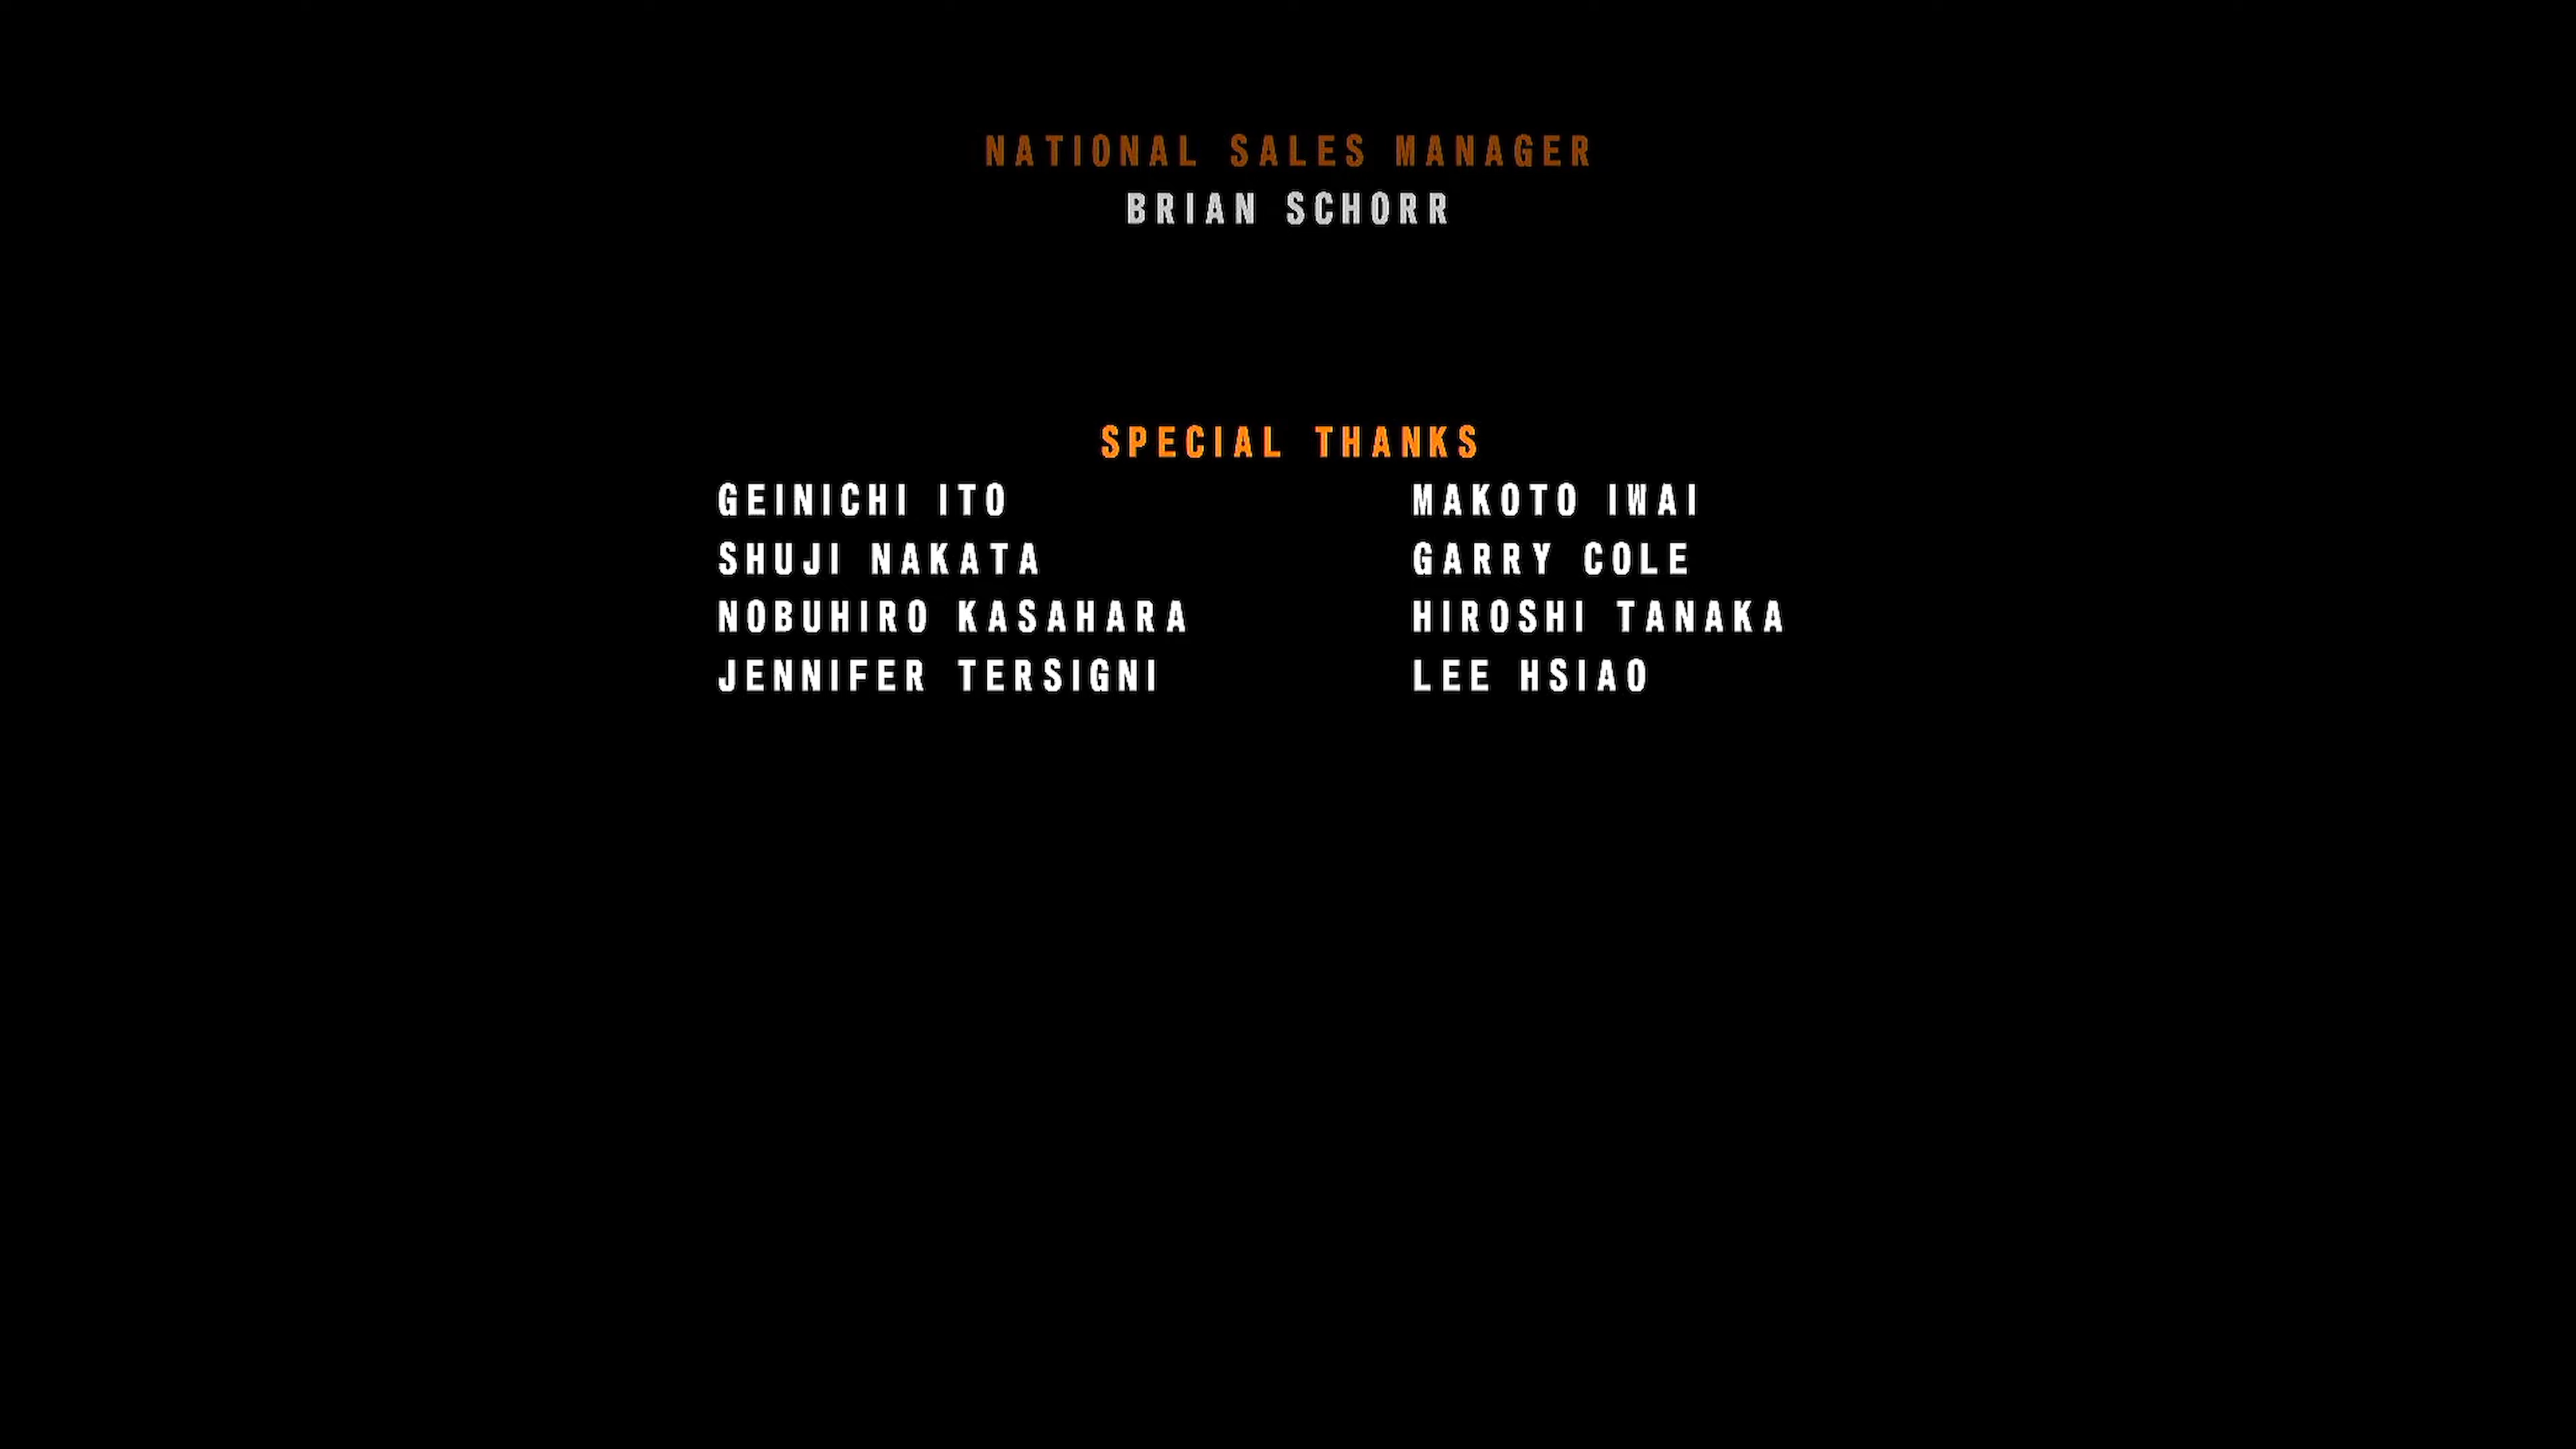 NATIONAL SALES MANAGER
BRIAN SCHORR
SPECIAL THANKS
GEINICHI ITO
MAKOTO IWAI
SHUJI NAKATA
GARRY COLE
NOBUHIRO KASAHARA
HIROSHI TANAKA
JENNIFER TERSIGNI
LEE HSIAO